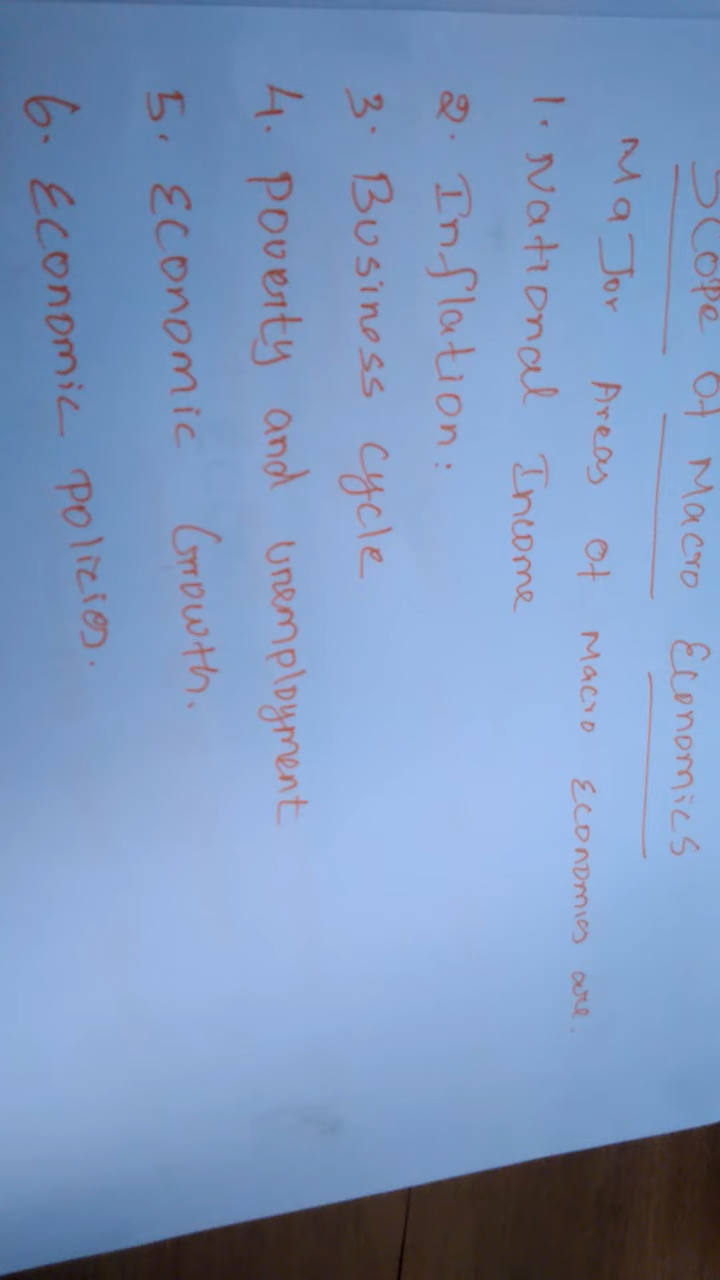 Scope of Macro Economics
Major Areas of Macro Economics are.
1. National Income
2. Inflation:
3. Business cycle
4. poverty and unemployment
5. Economic Growth.
6. Economic policies.